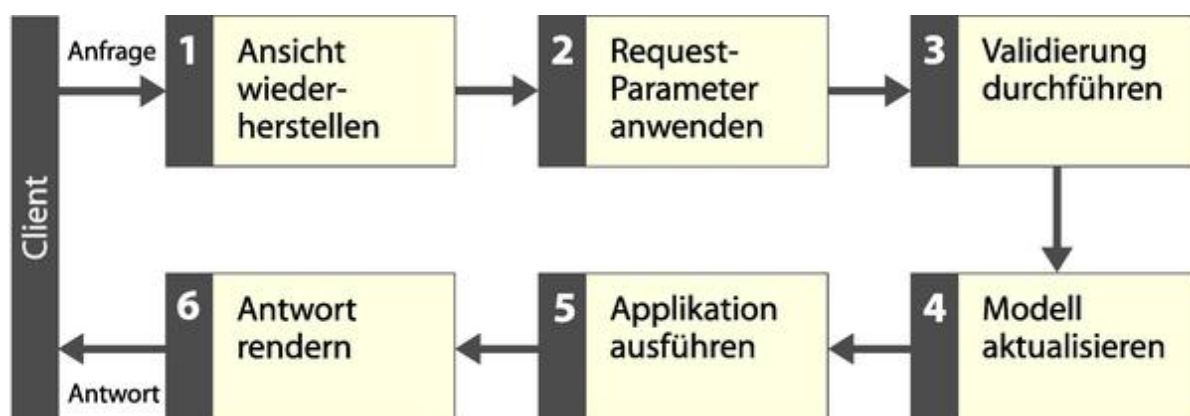 Client
Anfrage
1
Ansicht
wieder-
herstellen
2
Request-
Parameter
anwenden
3
Validierung
durchführen
4
Modell
aktualisieren
5
Applikation
ausführen
6
Antwort
rendern
Antwort